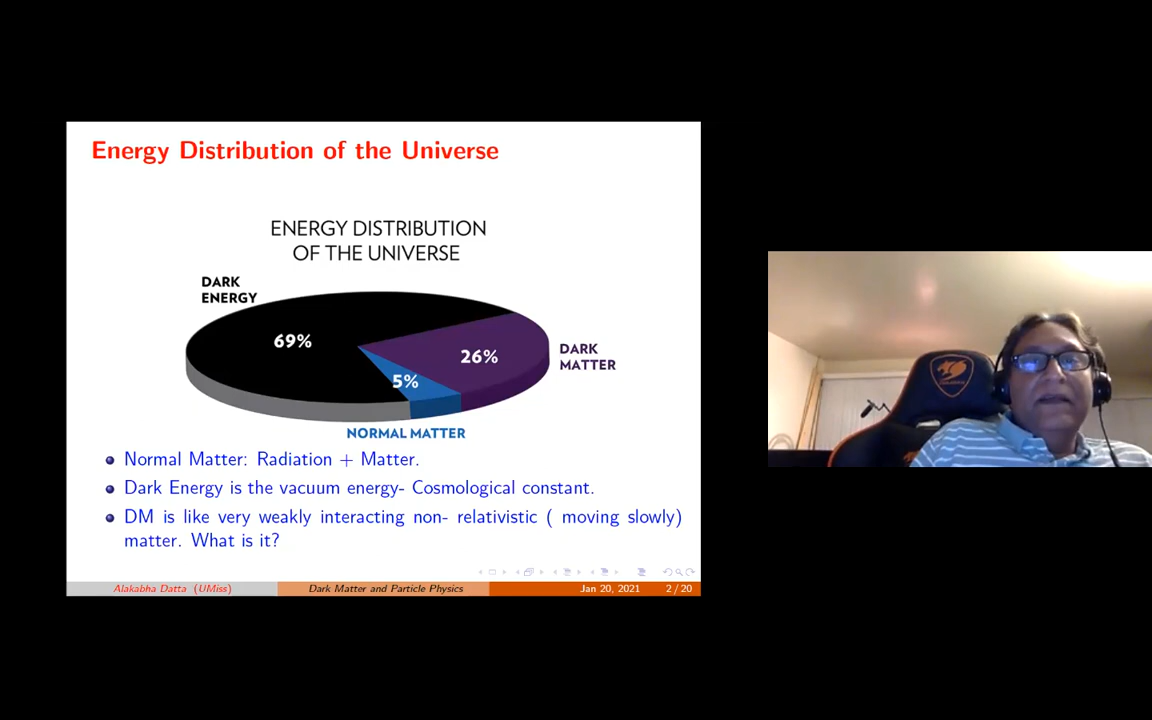 Energy Distribution of the Universe
ENERGY DISTRIBUTION
OF THE UNIVERSE
DARK
ENERGY
69%
26%
DARK
MATTER
5%
NORMAL MATTER
Normal Matter: Radiation + Matter.
Dark Energy is the vacuum energy- Cosmological constant.
DM is like very weakly interacting non- relativistic ( moving slowly)
matter. What is it?
Alakabha Datta (UMiss) Dark Matter and Particle Physics Jan 20, 2021 2 / 20